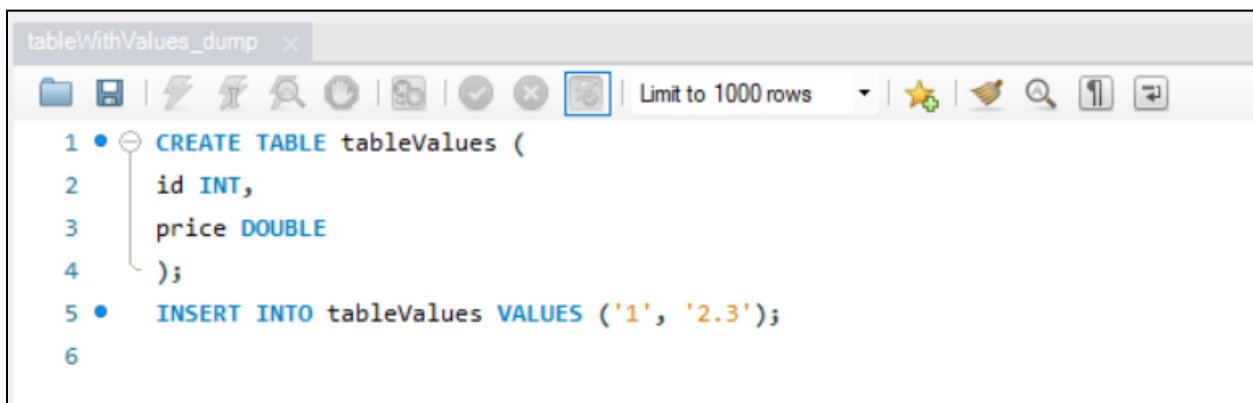 tableWithValues_dump
Limit to 1000 rows
1 CREATE TABLE tableValues (
2 id INT,
3 price DOUBLE
4 );
5 INSERT INTO tableValues VALUES ('1', '2.3');
6